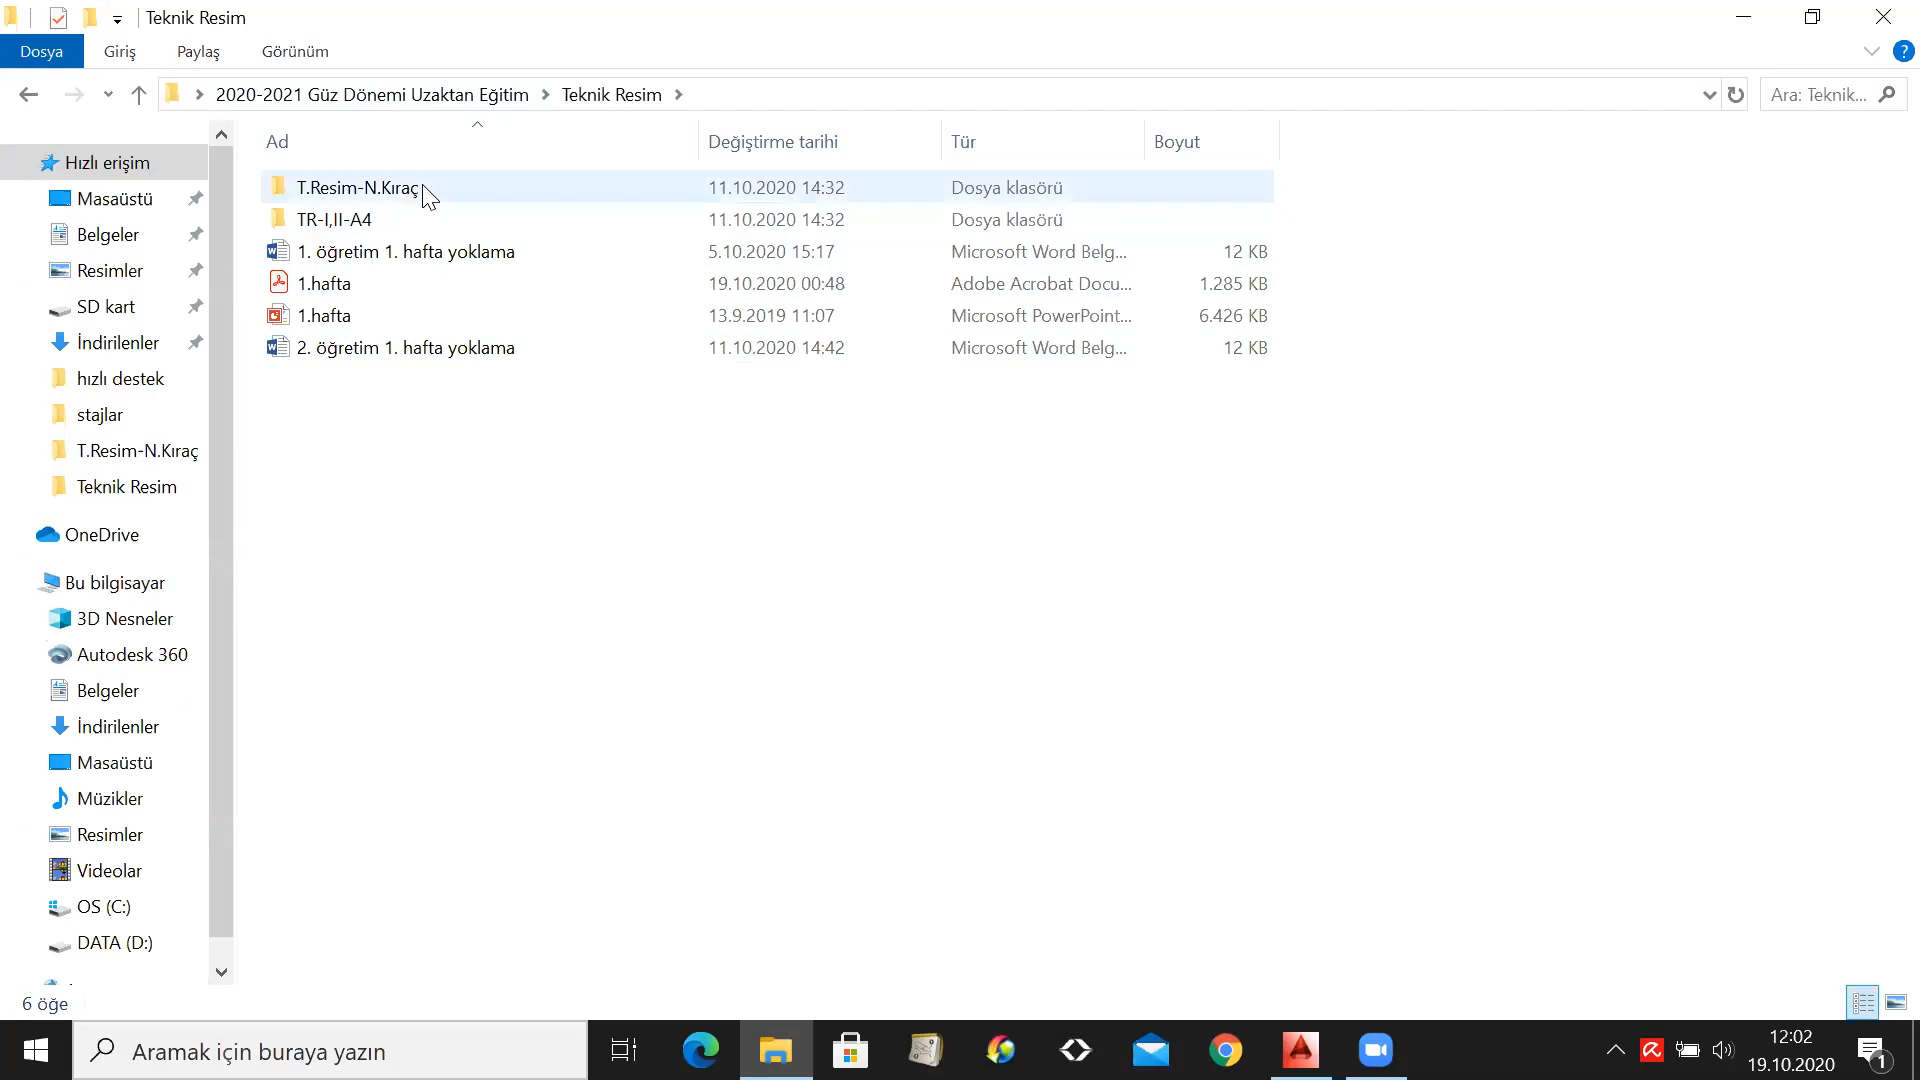 Teknik Resim
Dosya Giriş Paylaş Görünüm
2020-2021 Güz Dönemi Uzaktan Eğitim Teknik Resim
Ara: Teknik...
Ad Değiştirme tarihi Tür Boyut
T.Resim-N.Kıraç 11.10.2020 14:32 Dosya klasörü
TR-I,II-A4 11.10.2020 14:32 Dosya klasörü
1. öğretim 1. hafta yoklama 5.10.2020 15:17 Microsoft Word Belg... 12 KB
1.hafta 19.10.2020 00:48 Adobe Acrobat Docu... 1.285 KB
1.hafta 13.9.2019 11:07 Microsoft PowerPoint... 6.426 KB
2. öğretim 1. hafta yoklama 11.10.2020 14:42 Microsoft Word Belg... 12 KB
Hızlı erişim
Masaüstü
Belgeler
Resimler
SD kart
İndirilenler
hızlı destek
stajlar
T.Resim-N.Kıraç
Teknik Resim
OneDrive
Bu bilgisayar
3D Nesneler
Autodesk 360
Belgeler
İndirilenler
Masaüstü
Müzikler
Resimler
Videolar
OS (C:)
DATA (D:)
6 öğe
Aramak için buraya yazın
12:02
19.10.2020
1